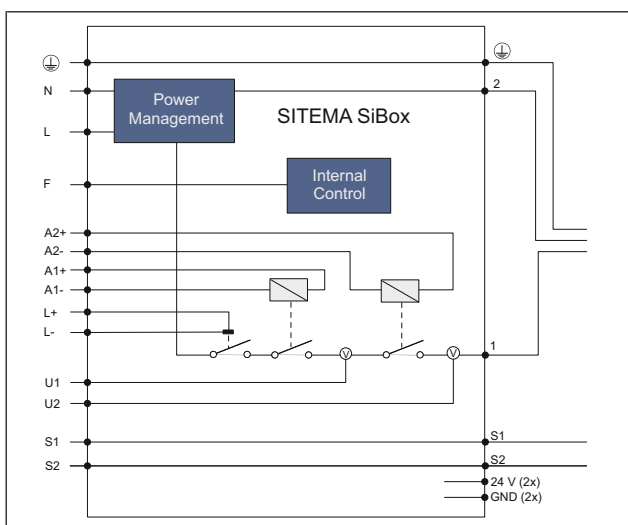 N
2
Power
Management
SITEMA SiBox
L
F
Internal
Control
A2+
A2-
A1+
A1-
L+
L-
V
V
1
U1
U2
S1
S1
S2
S2
24 V (2x)
GND (2x)